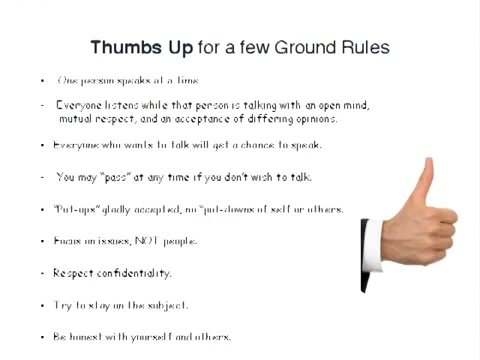 Thumbs Up for a few Ground Rules
• One person speaks at a time
- Everyone listens while that person is talking with an open mind,
mutual respect, and an acceptance of differing opinions.
• Everyone who wants to talk will get a chance to speak.
- You may "pass" at any time if you don't wish to talk.
• "Put-ups" gladly accepted, no "put-downs of self or others.
• Focus on issues, NOT people.
- Respect confidentiality.
• Try to stay on the subject.
• Be honest with yourself and others.